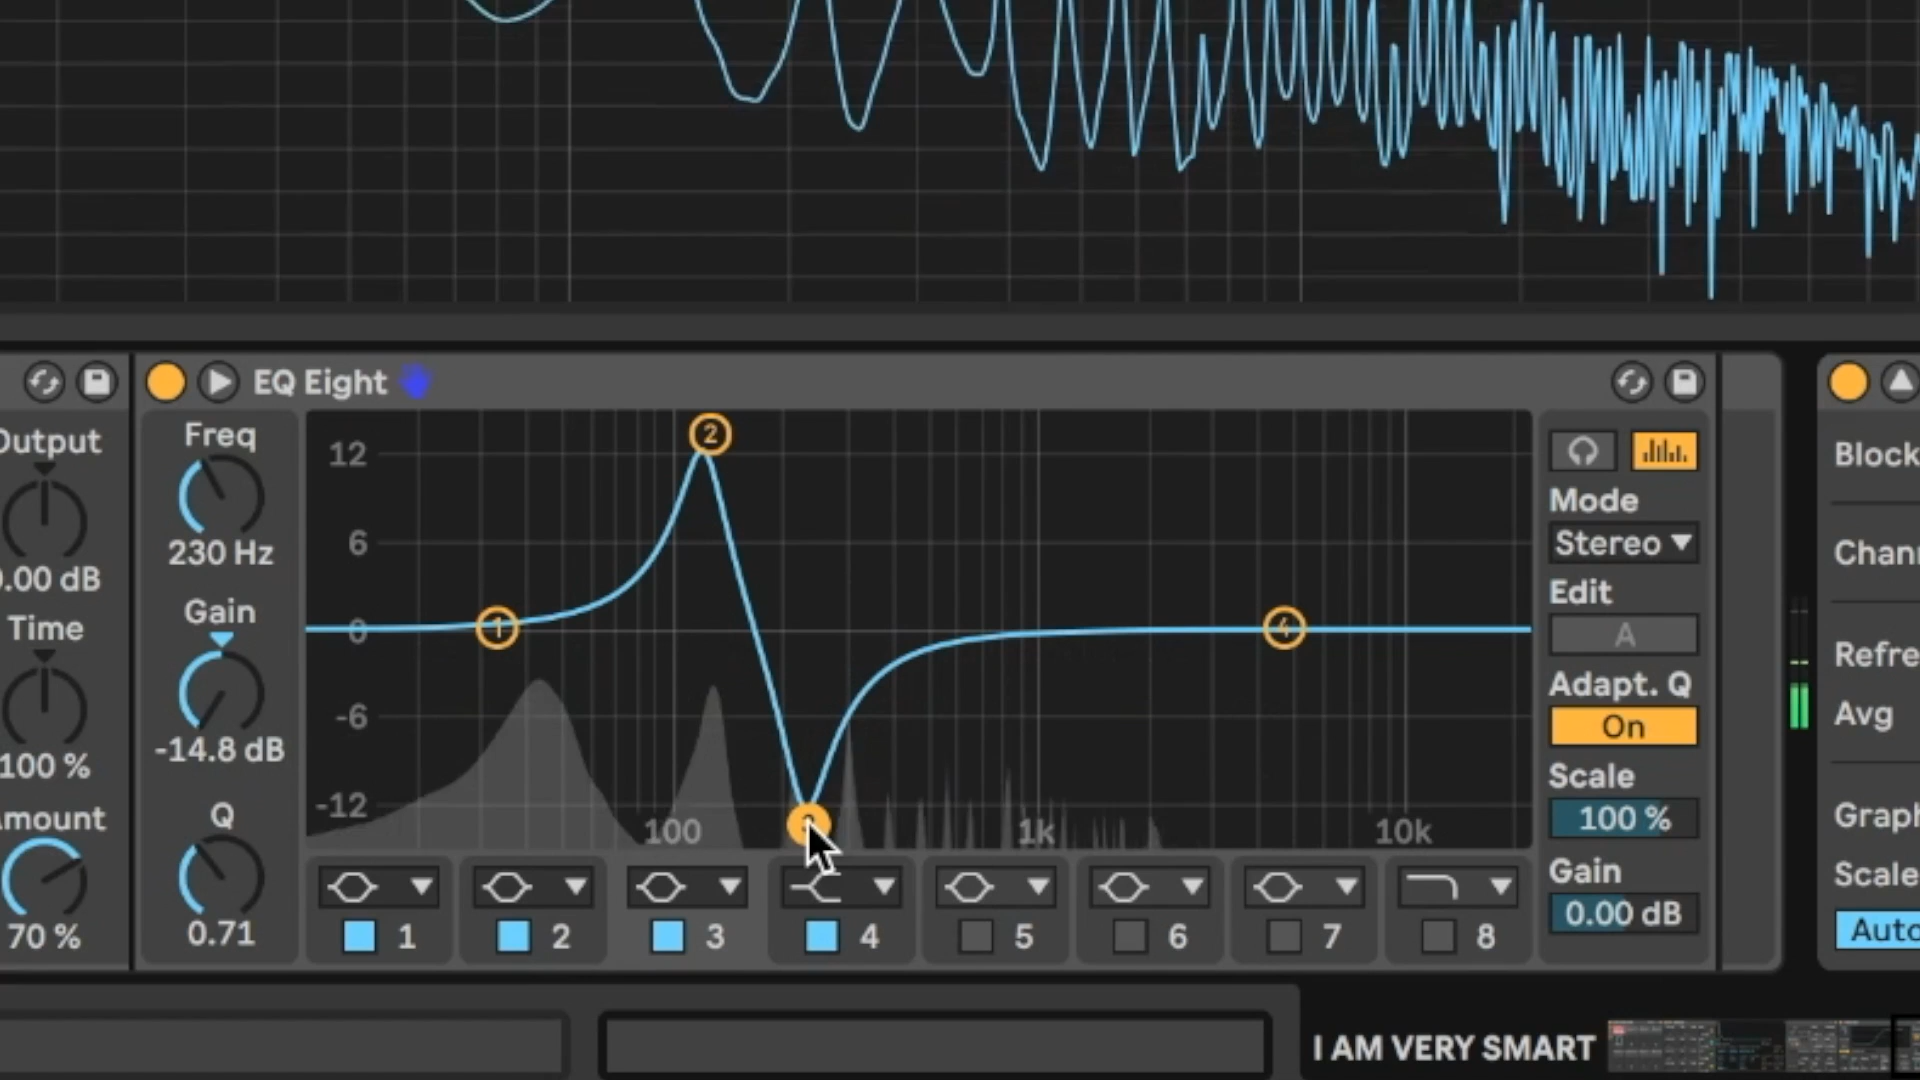 EQ Eight
Output
0.00 dB
Time
100 %
Amount
70 %
Freq
230 Hz
Gain
-14.8 dB
Q
0.71
12
6
0
-6
-12
100
1k
10k
1
2
4
1
2
3
4
5
6
7
8
Mode
Stereo
Edit
A
Adapt. Q
On
Scale
100 %
Gain
0.00 dB
Block
Chann
Refre
Avg
Graph
Scale
Auto
I AM VERY SMART